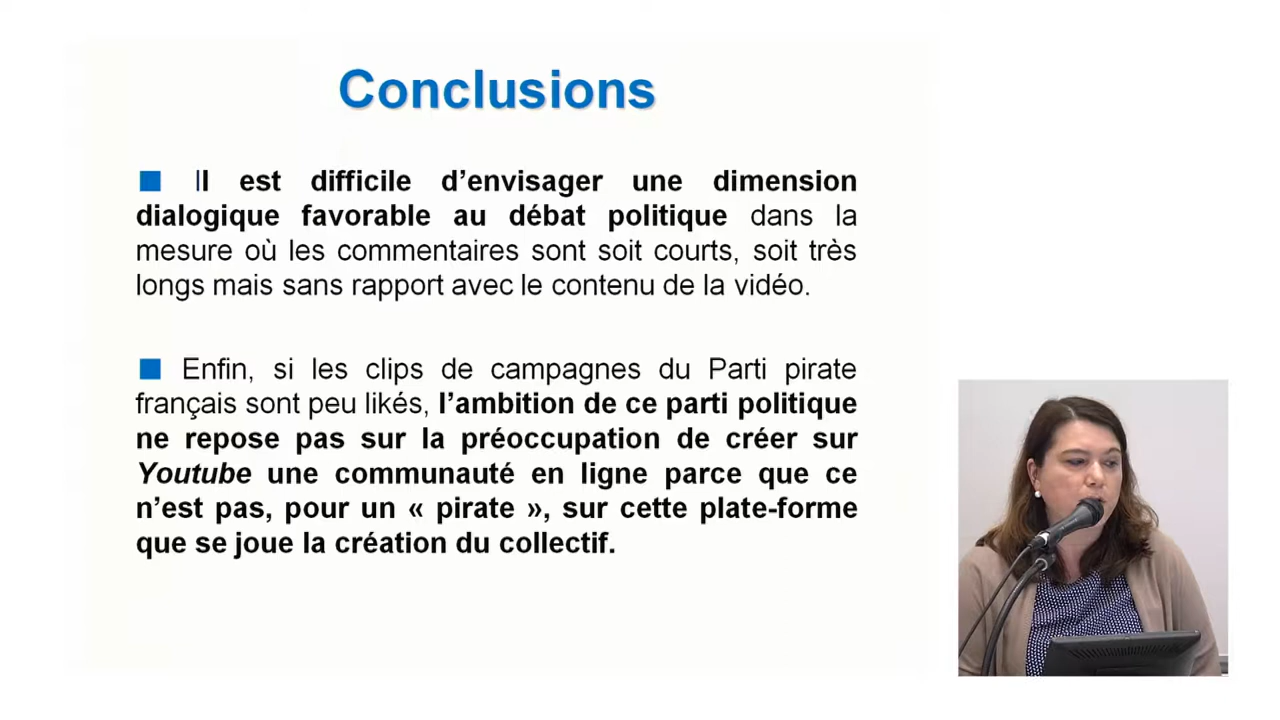 Conclusions
Il est difficile d’envisager une dimension
dialogique favorable au débat politique dans la
mesure où les commentaires sont soit courts, soit très
longs mais sans rapport avec le contenu de la vidéo.
Enfin, si les clips de campagnes du Parti pirate
français sont peu likés, l’ambition de ce parti politique
ne repose pas sur la préoccupation de créer sur
Youtube une communauté en ligne parce que ce
n’est pas, pour un « pirate », sur cette plate-forme
que se joue la création du collectif.